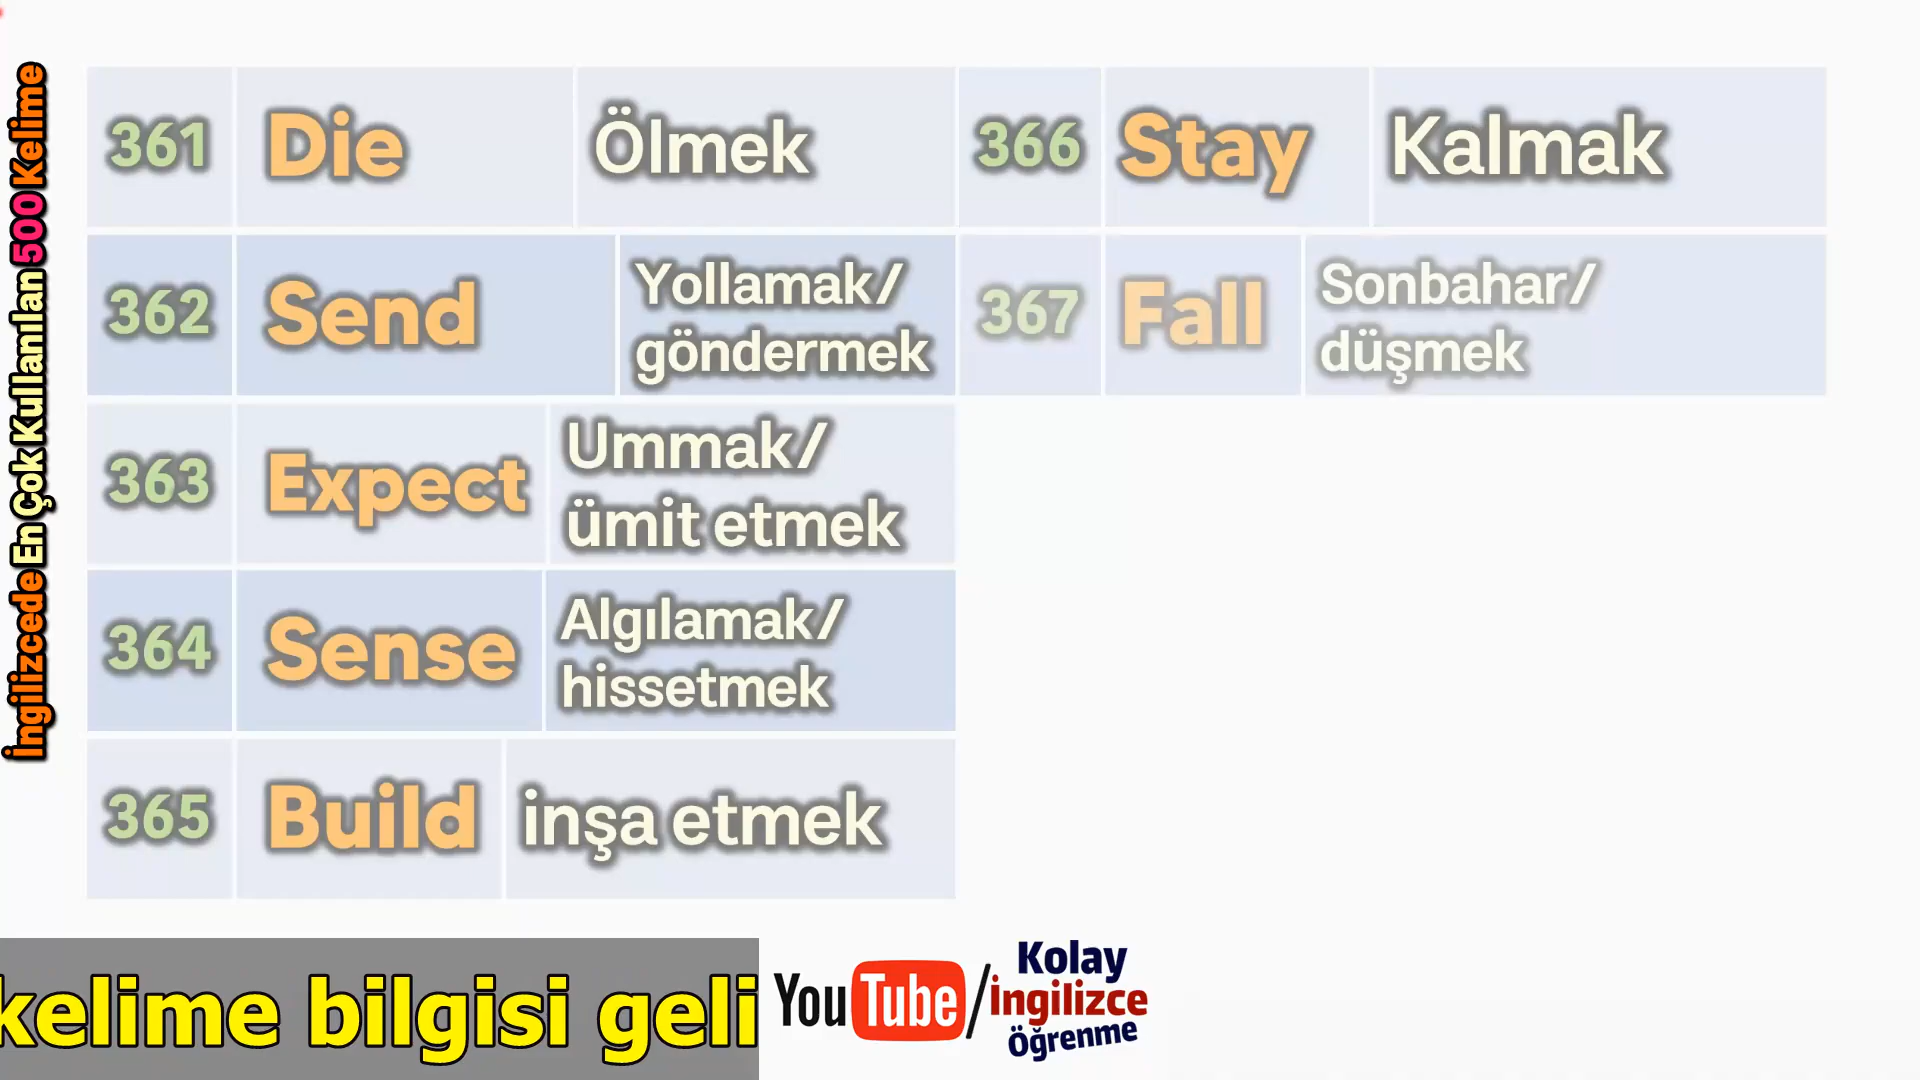 İngilizcede En Çok Kullanılan 500 Kelime
361 Die Ölmek
362 Send Yollamak/
göndermek
363 Expect Ummak/
ümit etmek
364 Sense Algılamak/
hissetmek
365 Build inşa etmek
366 Stay Kalmak
367 Fall Sonbahar/
düşmek
kelime bilgisi geli
YouTube/
Kolay
İngilizce
Öğrenme